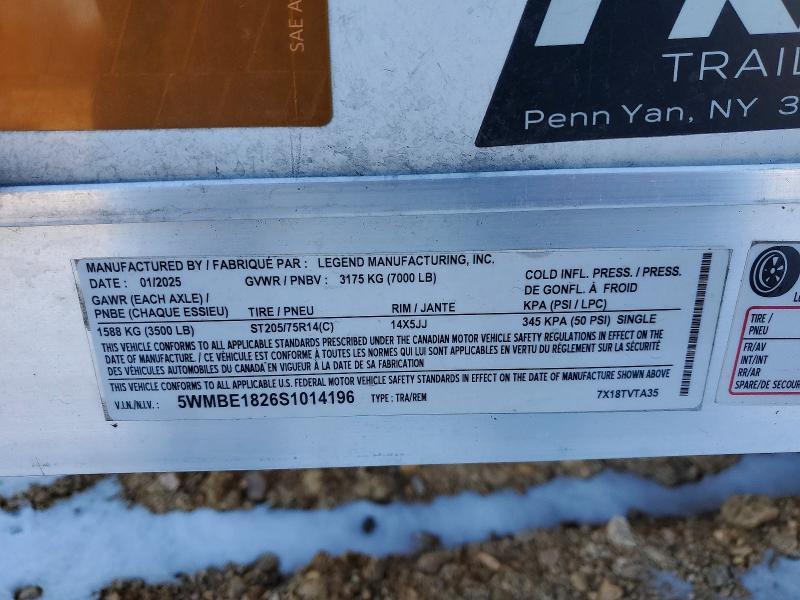 SAE A
TRAIL
Penn Yan, NY
MANUFACTURED BY / FABRIQUÉ PAR : LEGEND MANUFACTURING, INC.
DATE : 01/2025 GVWR / PNBV : 3175 KG (7000 LB) COLD INFL. PRESS. / PRESS.
GAWR (EACH AXLE) / DE GONFL. À FROID
PNBE (CHAQUE ESSIEU) TIRE / PNEU RIM / JANTE KPA (PSI / LPC)
1588 KG (3500 LB) ST205/75R14(C) 14X5JJ 345 KPA (50 PSI) SINGLE
THIS VEHICLE CONFORMS TO ALL APPLICABLE STANDARDS PRESCRIBED UNDER THE CANADIAN MOTOR VEHICLE SAFETY REGULATIONS IN EFFECT ON THE
DATE OF MANUFACTURE. / CE VÉHICULE EST CONFORME À TOUTES LES NORMES QUI LUI SONT APPLICABLES EN VERTU DU RÈGLEMENT SUR LA SÉCURITÉ
DES VÉHICULES AUTOMOBILES DU CANADA EN VIGUEUR À LA DATE DE SA FABRICATION
THIS VEHICLE CONFORMS TO ALL APPLICABLE U.S. FEDERAL MOTOR VEHICLE SAFETY STANDARDS IN EFFECT ON THE DATE OF MANUFACTURE SHOWN ABOVE.
V.I.N./N.I.V. : 5WMBE1826S1014196 TYPE : TRA/REM 7X18TVTA35
TIRE /
PNEU
FR/AV
INT/INT
RR/AR
SPARE/DE SECOUR